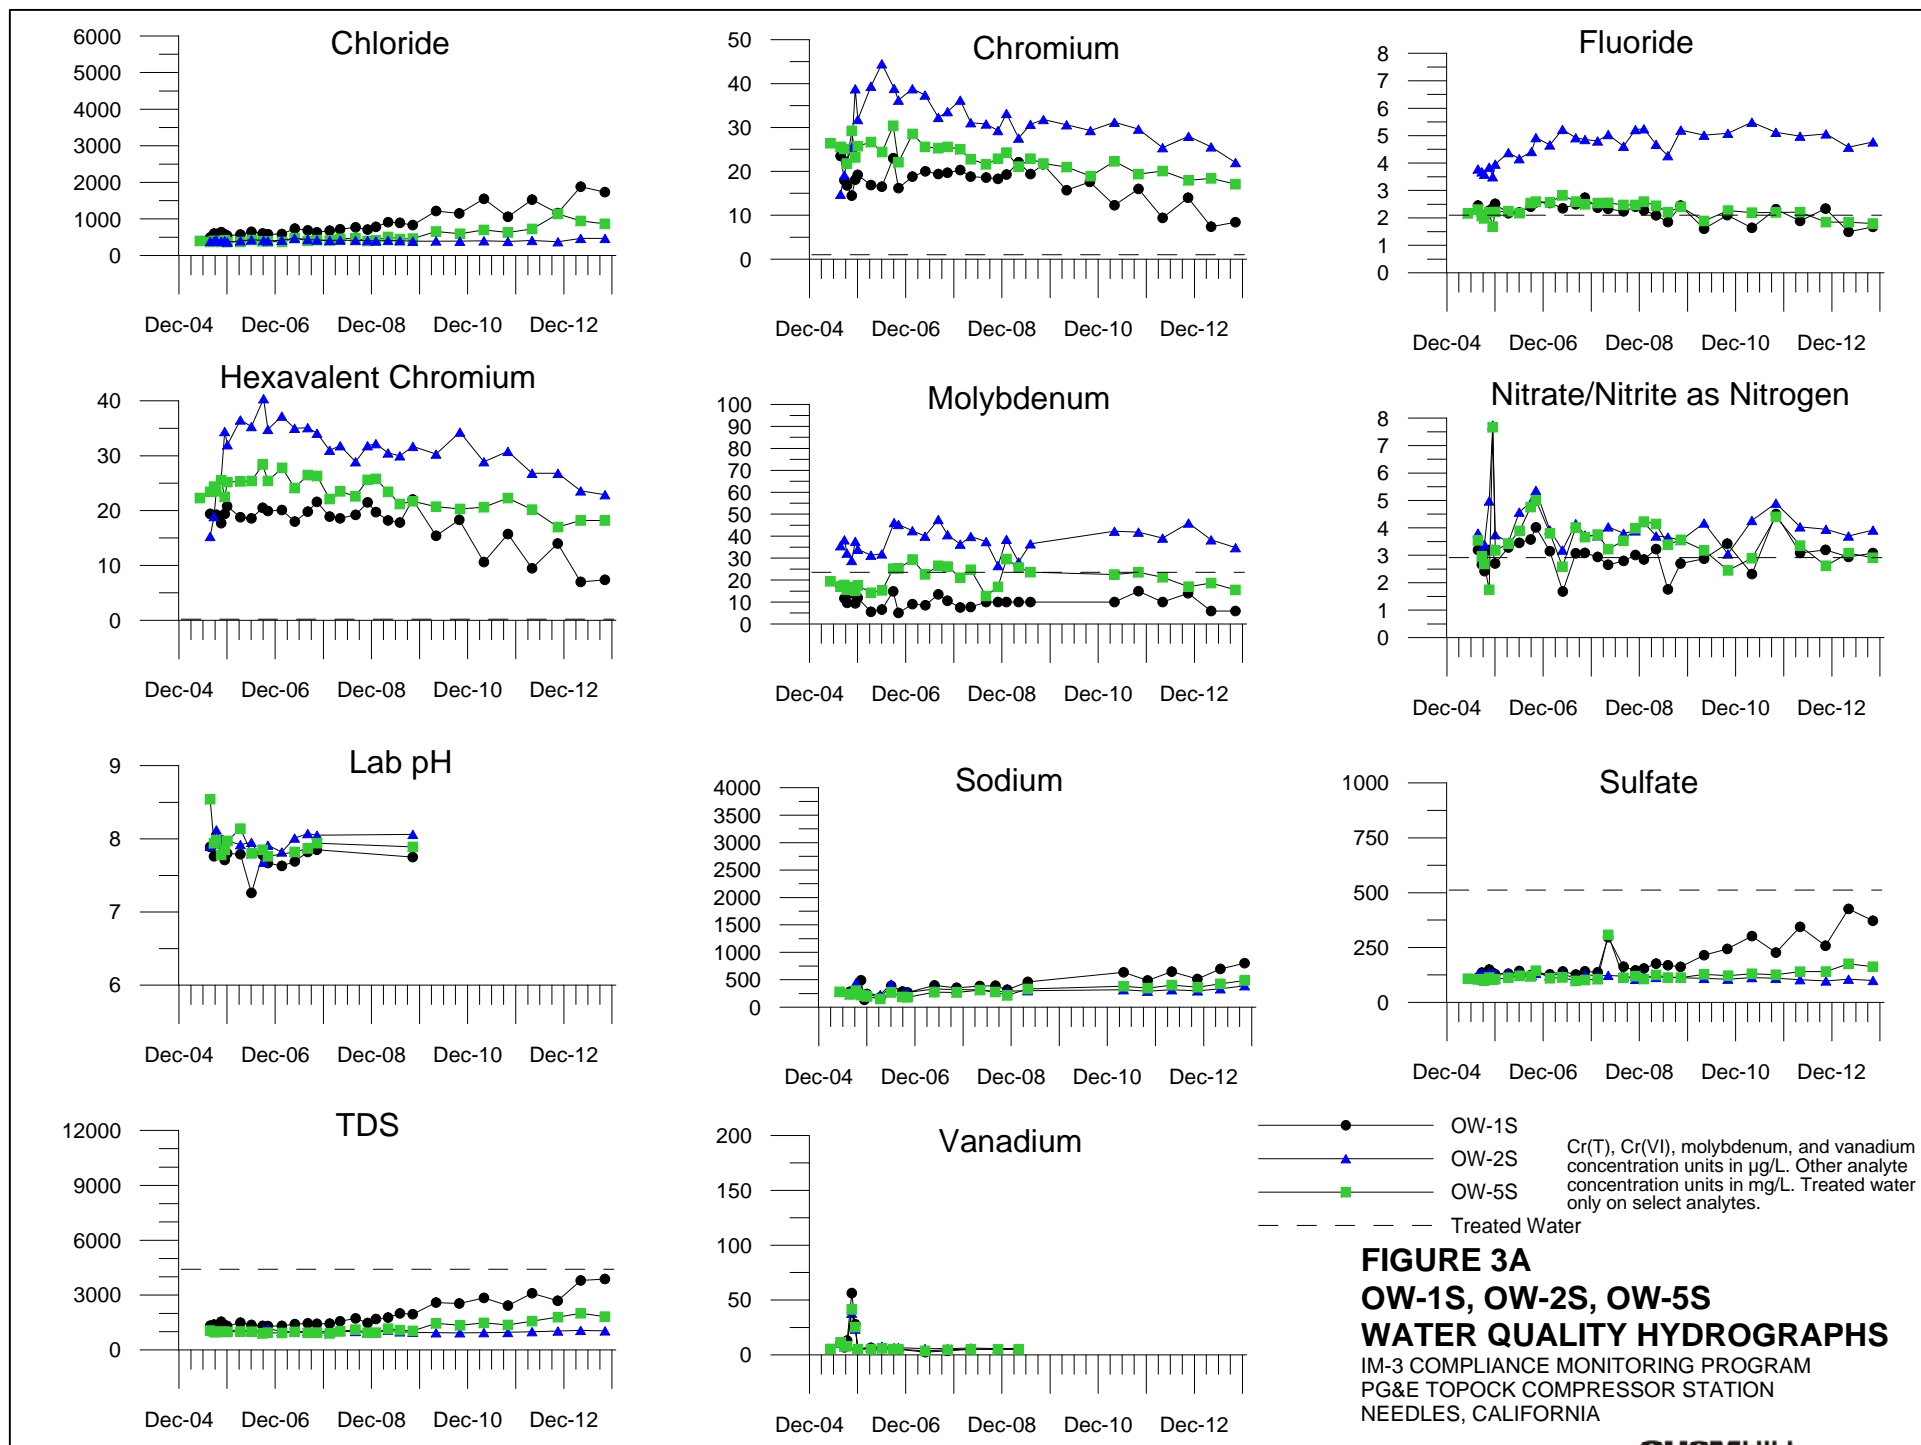 Chloride
6000
5000
4000
3000
2000
1000
0
Dec-04 Dec-06 Dec-08 Dec-10 Dec-12
Chromium
50
40
30
20
10
0
Dec-04 Dec-06 Dec-08 Dec-10 Dec-12
Fluoride
8
7
6
5
4
3
2
1
0
Dec-04 Dec-06 Dec-08 Dec-10 Dec-12
Hexavalent Chromium
40
30
20
10
0
Dec-04 Dec-06 Dec-08 Dec-10 Dec-12
Molybdenum
100
90
80
70
60
50
40
30
20
10
0
Dec-04 Dec-06 Dec-08 Dec-10 Dec-12
Nitrate/Nitrite as Nitrogen
8
7
6
5
4
3
2
1
0
Dec-04 Dec-06 Dec-08 Dec-10 Dec-12
Lab pH
9
8
7
6
Dec-04 Dec-06 Dec-08 Dec-10 Dec-12
Sodium
4000
3500
3000
2500
2000
1500
1000
500
0
Dec-04 Dec-06 Dec-08 Dec-10 Dec-12
Sulfate
1000
750
500
250
0
Dec-04 Dec-06 Dec-08 Dec-10 Dec-12
TDS
12000
9000
6000
3000
0
Dec-04 Dec-06 Dec-08 Dec-10 Dec-12
Vanadium
200
150
100
50
0
Dec-04 Dec-06 Dec-08 Dec-10 Dec-12
OW-1S
OW-2S
OW-5S
Treated Water
Cr(T), Cr(VI), molybdenum, and vanadium
concentration units in µg/L. Other analyte
concentration units in mg/L. Treated water
only on select analytes.
FIGURE 3A
OW-1S, OW-2S, OW-5S
WATER QUALITY HYDROGRAPHS
IM-3 COMPLIANCE MONITORING PROGRAM
PG&E TOPOCK COMPRESSOR STATION
NEEDLES, CALIFORNIA